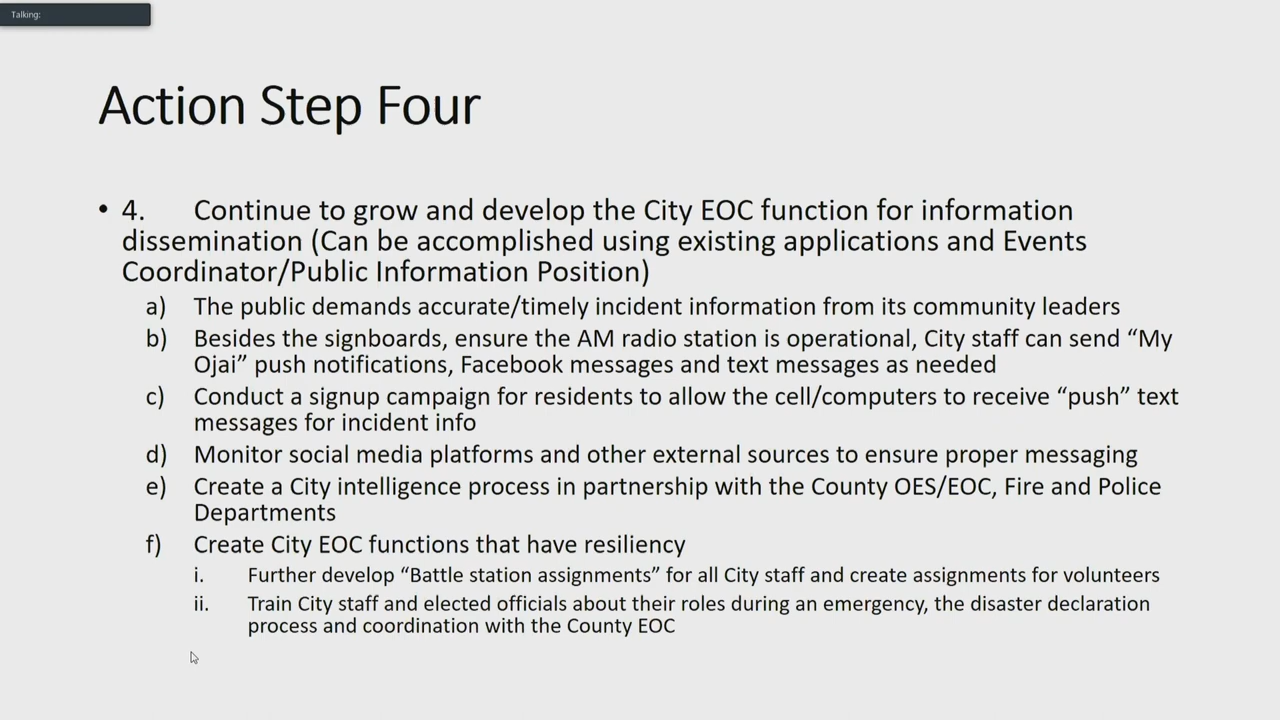 Talking:
Action Step Four
• 4. Continue to grow and develop the City EOC function for information
dissemination (Can be accomplished using existing applications and Events
Coordinator/Public Information Position)
a) The public demands accurate/timely incident information from its community leaders
b) Besides the signboards, ensure the AM radio station is operational, City staff can send “My
Ojai” push notifications, Facebook messages and text messages as needed
c) Conduct a signup campaign for residents to allow the cell/computers to receive “push” text
messages for incident info
d) Monitor social media platforms and other external sources to ensure proper messaging
e) Create a City intelligence process in partnership with the County OES/EOC, Fire and Police
Departments
f) Create City EOC functions that have resiliency
i. Further develop “Battle station assignments” for all City staff and create assignments for volunteers
ii. Train City staff and elected officials about their roles during an emergency, the disaster declaration
process and coordination with the County EOC